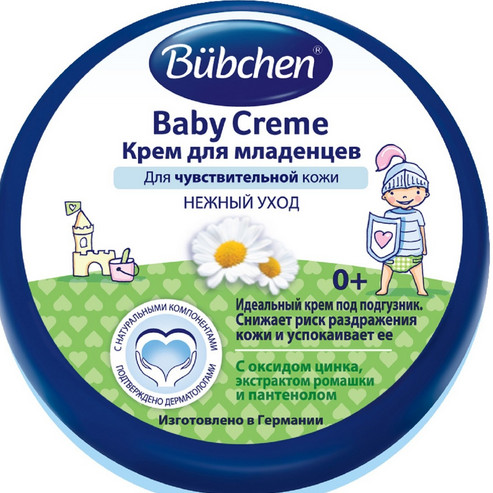 Bübchen®
Baby Creme
Крем для младенцев
Для чувствительной кожи
НЕЖНЫЙ УХОД
0+
Идеальный крем под подгузник.
Снижает риск раздражения
кожи и успокаивает ее
С оксидом цинка,
экстрактом ромашки
и пантенолом
С НАТУРАЛЬНЫМИ КОМПОНЕНТАМИ
ПОДТВЕРЖДЕНО ДЕРМАТОЛОГАМИ
Изготовлено в Германии